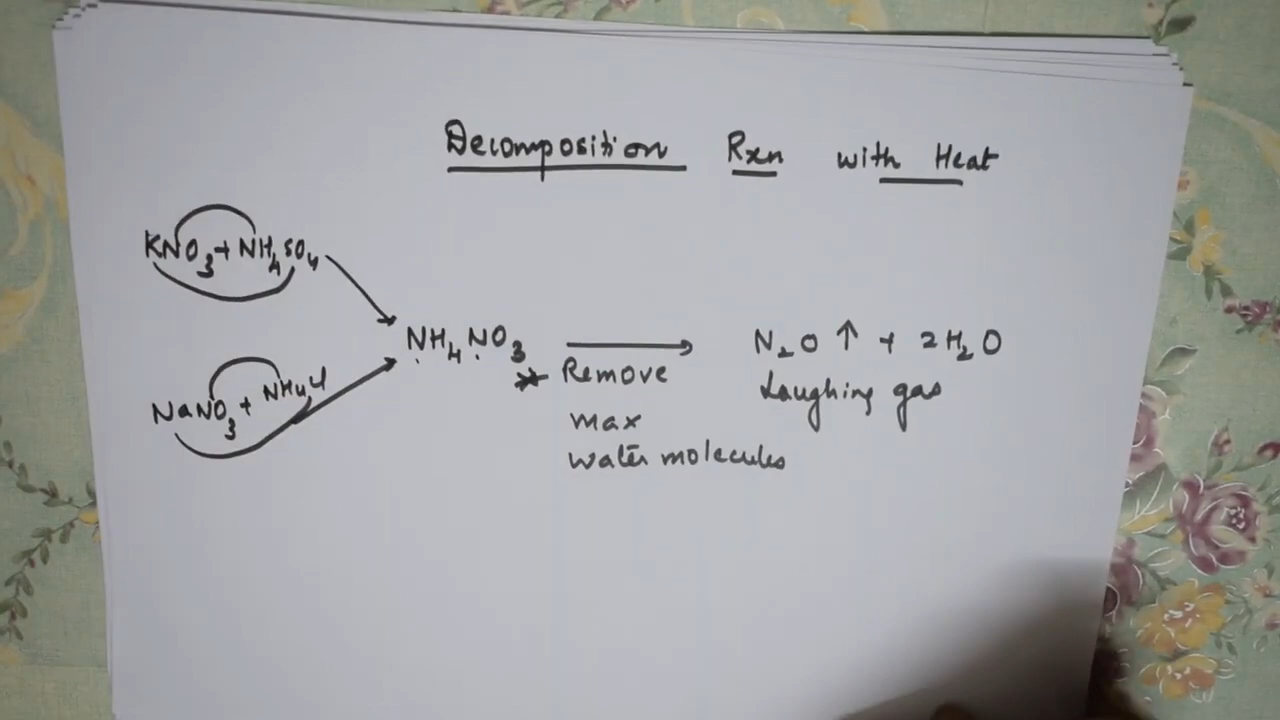 Decomposition Rxn with Heat
KNO3 + NH4SO4
NH4NO3 → N2O ↑ + 2H2O
Remove
Laughing gas
NaNO3 + NH4Cl
max
water molecules